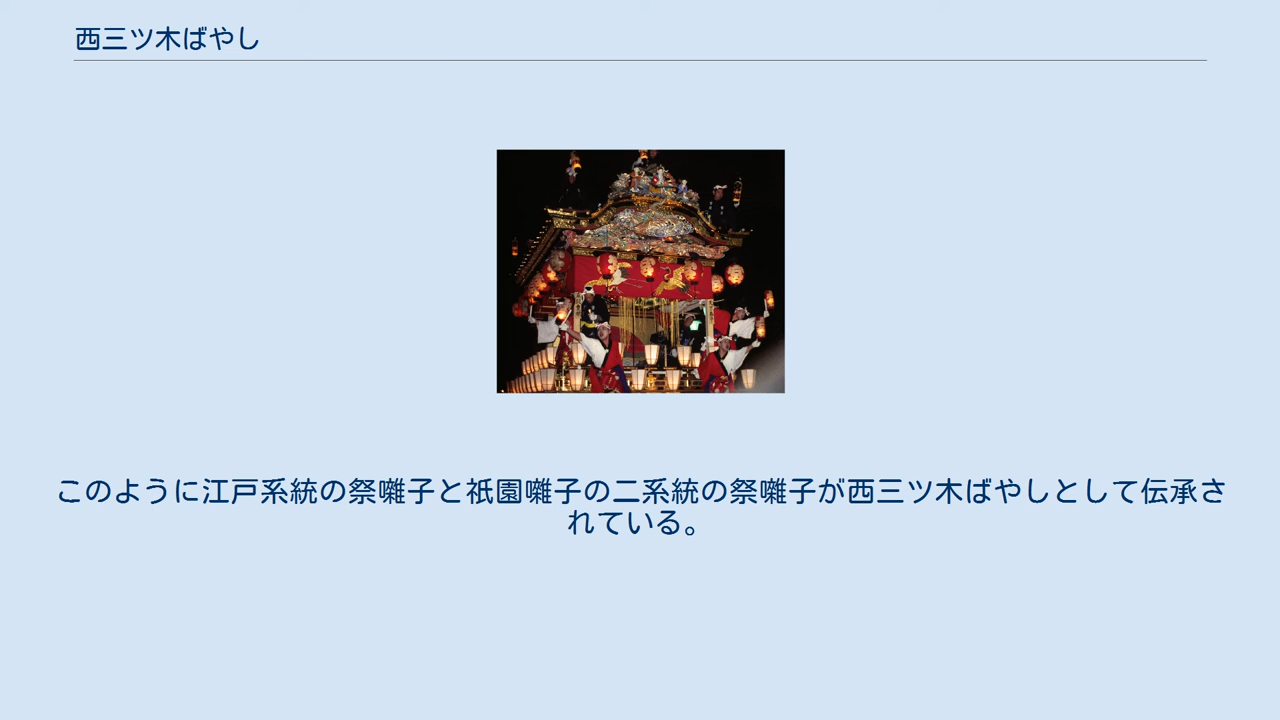 西三ツ木ばやし
このように江戸系統の祭囃子と祇園囃子の二系統の祭囃子が西三ツ木ばやしとして伝承さ
れている。